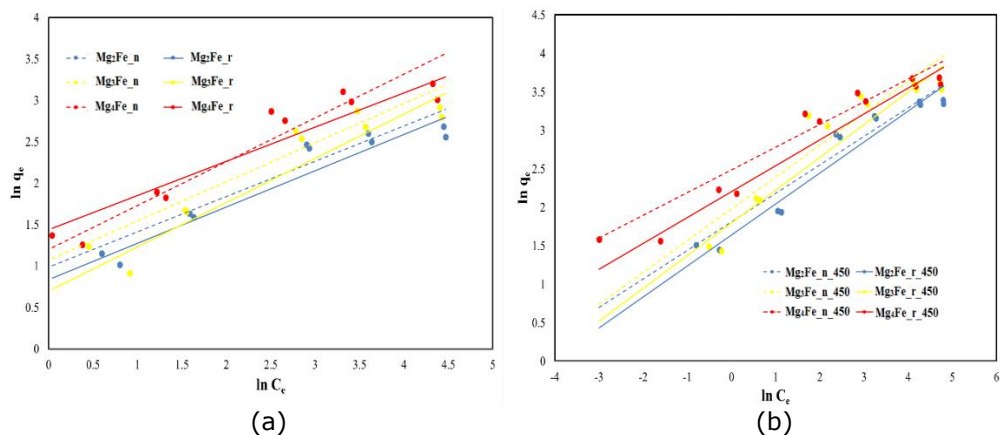 4
3.5
3
2.5
2
1.5
1
0.5
0
ln qₑ
Mg₂Fe_n Mg₂Fe_r
Mg₃Fe_n Mg₃Fe_r
Mg₄Fe_n Mg₄Fe_r
0 0.5 1 1.5 2 2.5 3 3.5 4 4.5 5
ln Cₑ
(a)
4.5
4
3.5
3
2.5
2
1.5
1
0.5
0
ln qₑ
Mg₂Fe_n_450 Mg₂Fe_r_450
Mg₃Fe_n_450 Mg₃Fe_r_450
Mg₄Fe_n_450 Mg₄Fe_r_450
-4 -3 -2 -1 0 1 2 3 4 5 6
ln Cₑ
(b)